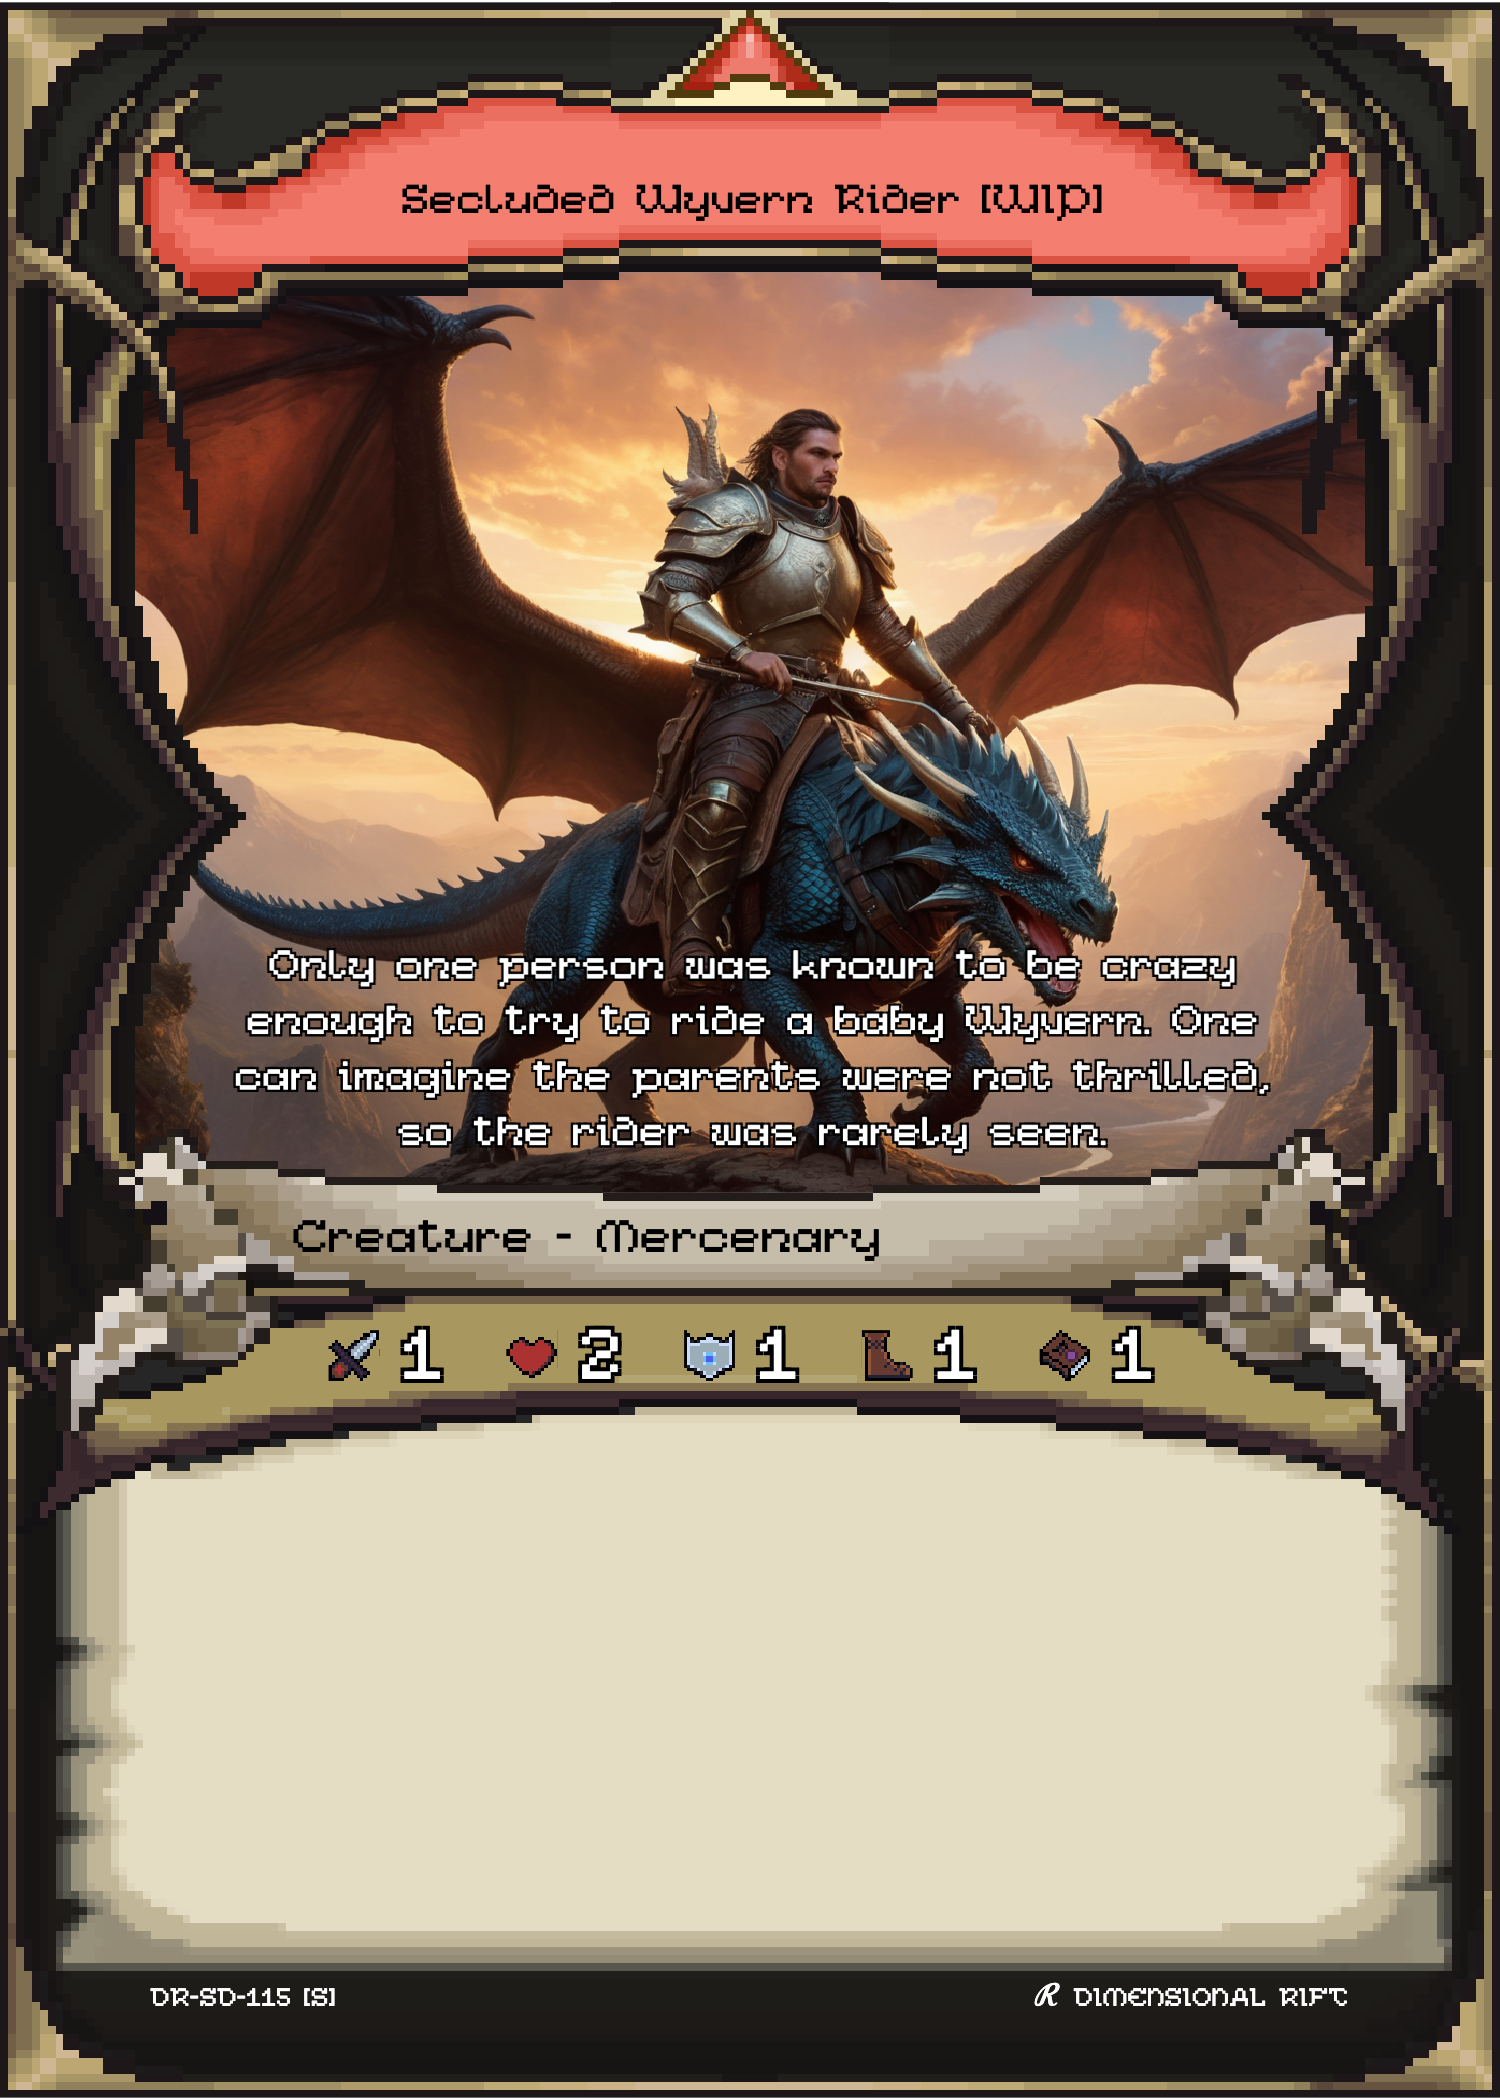 Secluded Wyvern Rider [WIP]
Only one person was known to be crazy
enough to try to ride a baby Wyvern. One
can imagine the parents were not thrilled,
so the rider was rarely seen.
Creature - Mercenary
1 2 1 1 1
DR-SD-115 [S]
R DIMENSIONAL RIFT